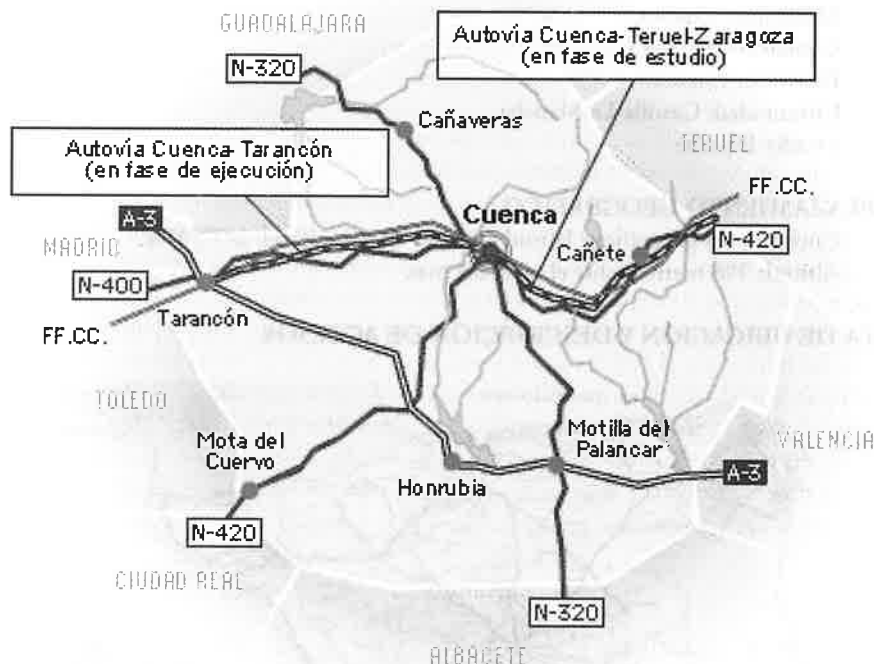 GUADALAJARA
N-320
Autovía Cuenca-Teruel-Zaragoza
(en fase de estudio)
Cañaveras
TERUEL
Autovía Cuenca-Tarancón
(en fase de ejecución)
FF.CC.
A-3
Cuenca
MADRID
Cañete
N-420
N-400
Tarancón
FF.CC.
TOLEDO
Mota del
Cuervo
Motilla del
Palancar
VALENCIA
Honrubia
A-3
N-420
CIUDAD REAL
N-320
ALBACETE